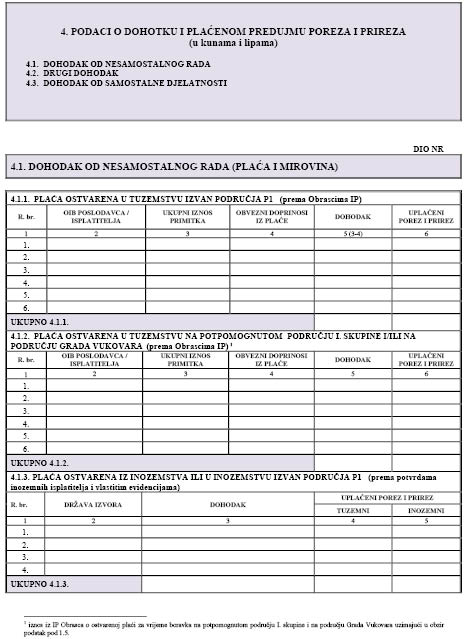 4. PODACI O DOHOTKU I PLAĆENOM PREDUJMU POREZA I PRIREZA
(u kunama i lipama)
4.1. DOHODAK OD NESAMOSTALNOG RADA
4.2. DRUGI DOHODAK
4.3. DOHODAK OD SAMOSTALNE DJELATNOSTI
DIO NR
4.1. DOHODAK OD NESAMOSTALNOG RADA (PLAĆA I MIROVINA)
4.1.1. PLAĆA OSTVARENA U TUZEMSTVU IZVAN PODRUČJA P1 (prema Obrascima IP)
R. br. OIB POSLODAVCA / ISPLATITELJA UKUPNI IZNOS PRIMITKA OBVEZNI DOPRINOSI IZ PLAĆE DOHODAK UPLAĆENI POREZ I PRIREZ
1 2 3 4 5 (3-4) 6
1.
2.
3.
4.
5.
6.
UKUPNO 4.1.1.
4.1.2. PLAĆA OSTVARENA U TUZEMSTVU NA POTPOMOGNUTOM PODRUČJU I. SKUPINE I/ILI NA
PODRUČJU GRADA VUKOVARA (prema Obrascima IP) 1
R. br. OIB POSLODAVCA / ISPLATITELJA UKUPNI IZNOS PRIMITKA OBVEZNI DOPRINOSI IZ PLAĆE DOHODAK UPLAĆENI POREZ I PRIREZ
1 2 3 4 5 6
1.
2.
3.
4.
5.
6.
UKUPNO 4.1.2.
4.1.3. PLAĆA OSTVARENA IZ INOZEMSTVA ILI U INOZEMSTVU IZVAN PODRUČJA P1 (prema potvrdama
inozemnih isplatitelja i vlastitim evidencijama)
R. br. DRŽAVA IZVORA DOHODAK UPLAĆENI POREZ I PRIREZ
TUZEMNI INOZEMNI
1 2 3 4 5
1.
2.
3.
4.
UKUPNO 4.1.3.
1 iznos iz IP Obrasca o ostvarenoj plaći za vrijeme boravka na potpomognutom području I. skupine i na području Grada Vukovara uzimajući u obzir
podatak pod 1.5.